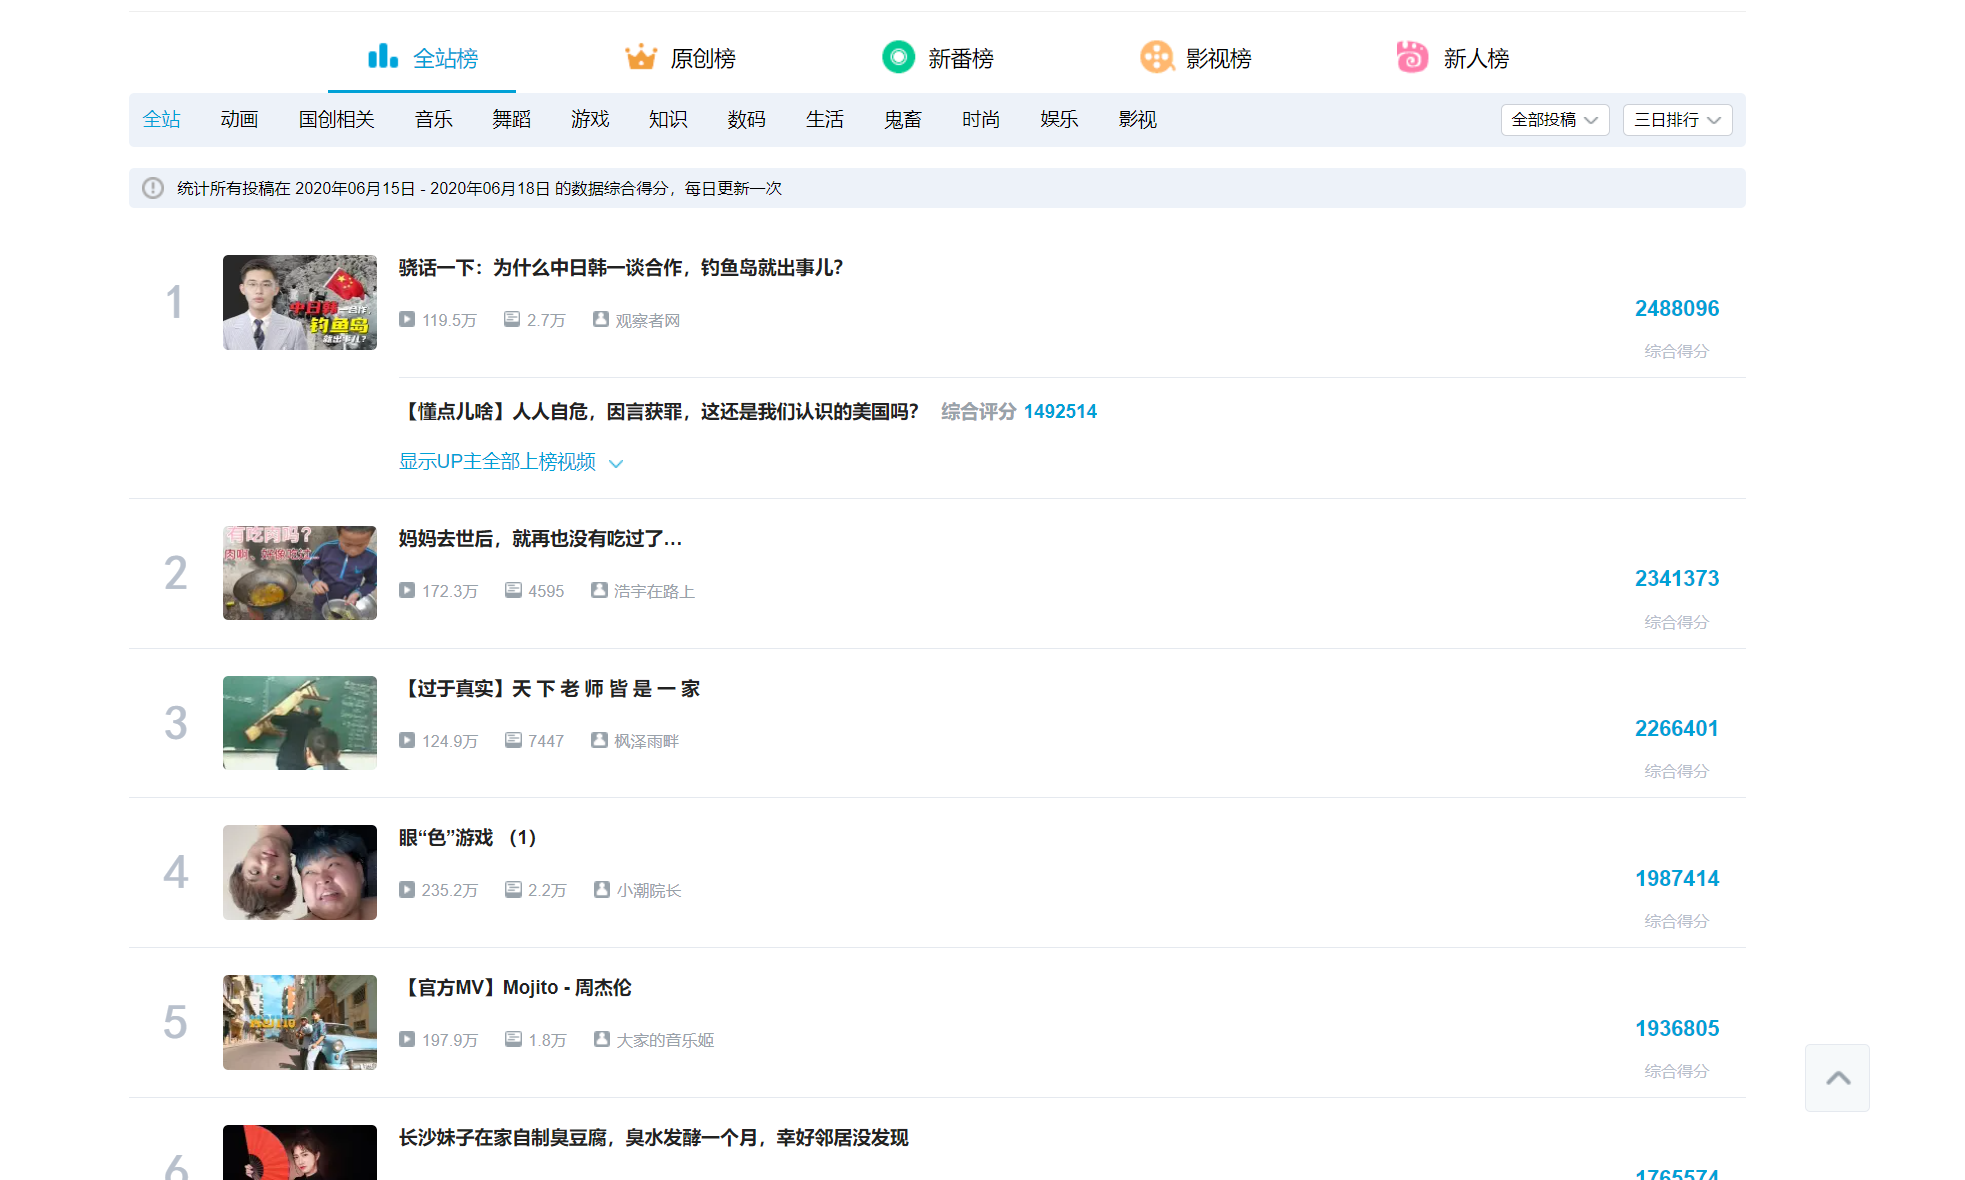 全站榜 原创榜 新番榜 影视榜 新人榜
全站 动画 国创相关 音乐 舞蹈 游戏 知识 数码 生活 鬼畜 时尚 娱乐 影视 全部投稿 三日排行
统计所有投稿在 2020年06月15日 - 2020年06月18日 的数据综合得分，每日更新一次
1
中日韩一谈合作,
钓鱼岛
就出事儿?
骁话一下：为什么中日韩一谈合作，钓鱼岛就出事儿？
119.5万 2.7万 观察者网
2488096
综合得分
【懂点儿啥】人人自危，因言获罪，这还是我们认识的美国吗？ 综合评分 1492514
显示UP主全部上榜视频
2
有吃肉吗？
肉啊，好像吃过...
妈妈去世后，就再也没有吃过了...
172.3万 4595 浩宇在路上
2341373
综合得分
3
【过于真实】天 下 老 师 皆 是 一 家
124.9万 7447 枫泽雨畔
2266401
综合得分
4
眼“色”游戏 （1）
235.2万 2.2万 小潮院长
1987414
综合得分
5
【官方MV】Mojito - 周杰伦
197.9万 1.8万 大家的音乐姬
1936805
综合得分
6
长沙妹子在家自制臭豆腐，臭水发酵一个月，幸好邻居没发现
1765574